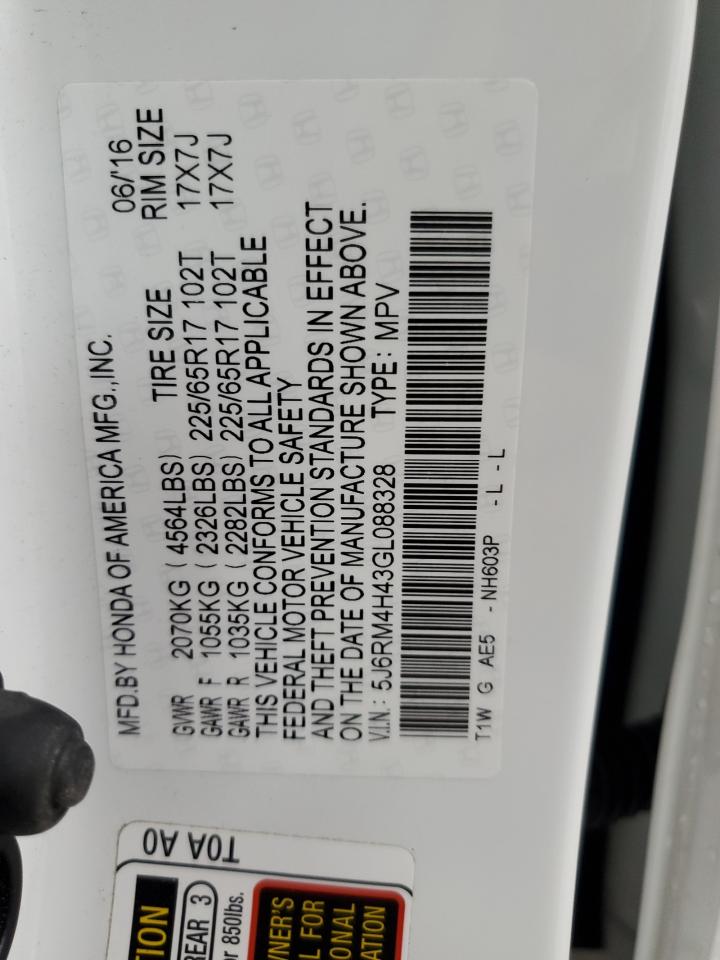 MFD.BY HONDA OF AMERICA MFG.,INC. 06/'16
TIRE SIZE RIM SIZE
GVWR 2070KG ( 4564LBS)
GAWR F 1055KG ( 2326LBS) 225/65R17 102T 17X7J
GAWR R 1035KG ( 2282LBS) 225/65R17 102T 17X7J
THIS VEHICLE CONFORMS TO ALL APPLICABLE
FEDERAL MOTOR VEHICLE SAFETY
AND THEFT PREVENTION STANDARDS IN EFFECT
ON THE DATE OF MANUFACTURE SHOWN ABOVE.
V.I.N.: 5J6RM4H43GL088328 TYPE: MPV
T1W G AE5 - NH603P - L - L
T0A A0
REAR 3
850lbs.